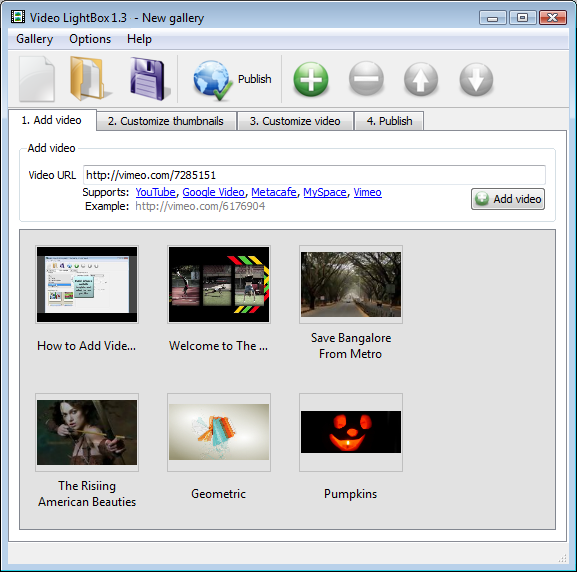 Video LightBox 1.3 - New gallery
Gallery Options Help
Publish
1. Add video 2. Customize thumbnails 3. Customize video 4. Publish
Add video
Video URL http://vimeo.com/7285151
Supports: YouTube, Google Video, Metacafe, MySpace, Vimeo
Example: http://vimeo.com/6176904
Add video
How to Add Vide...
Welcome to The ...
Save Bangalore
From Metro
The Risiing
American Beauties
Geometric
Pumpkins